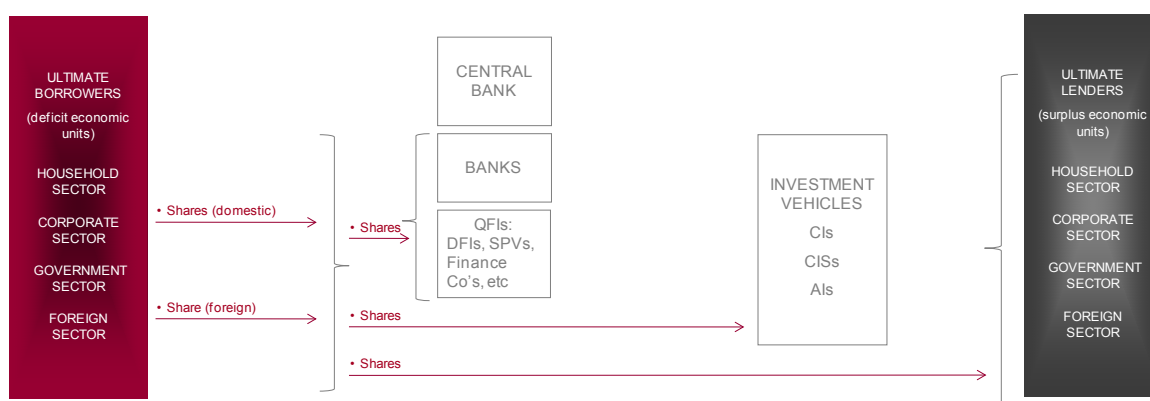 ULTIMATE
BORROWERS
(deficit economic
units)
HOUSEHOLD
SECTOR
CORPORATE
SECTOR
GOVERNMENT
SECTOR
FOREIGN
SECTOR
• Shares (domestic)
• Share (foreign)
• Shares
• Shares
• Shares
CENTRAL
BANK
BANKS
QFIs:
DFIs, SPVs,
Finance
Co's, etc
INVESTMENT
VEHICLES
CIs
CISs
AIs
ULTIMATE
LENDERS
(surplus economic
units)
HOUSEHOLD
SECTOR
CORPORATE
SECTOR
GOVERNMENT
SECTOR
FOREIGN
SECTOR